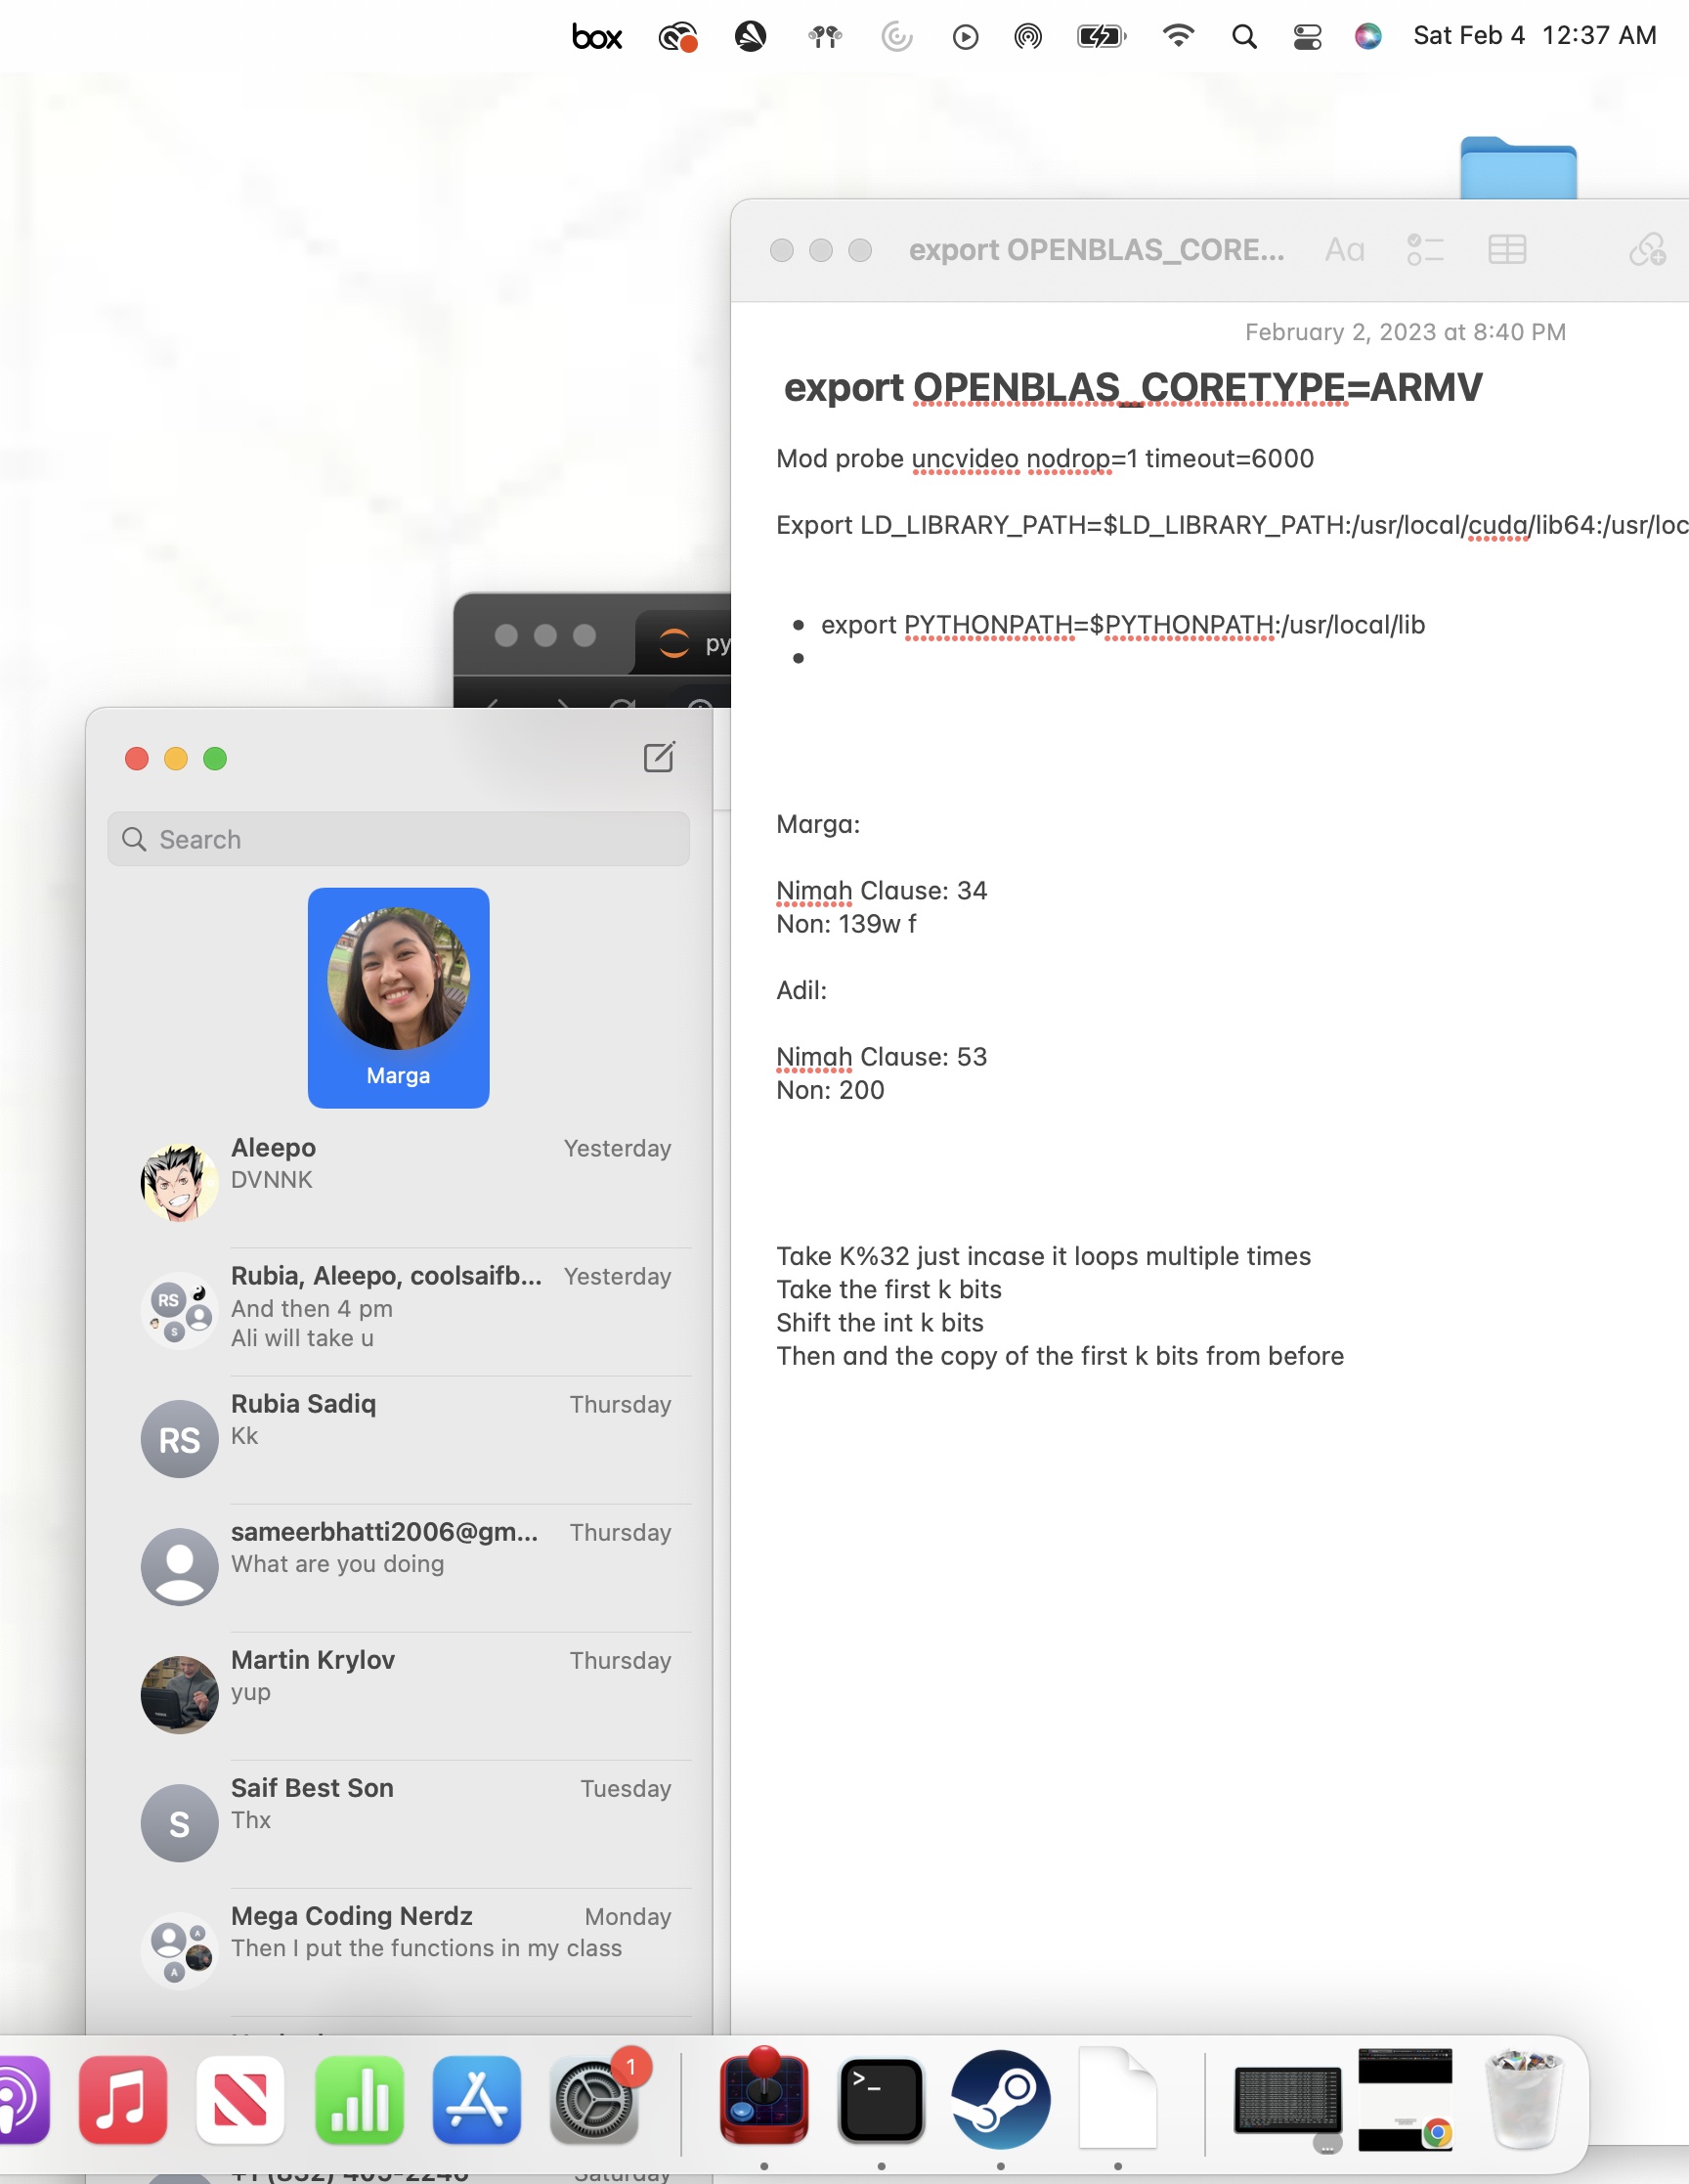 box
Sat Feb 4 12:37 AM
export OPENBLAS_CORE...
Aa
February 2, 2023 at 8:40 PM
export OPENBLAS_CORETYPE=ARMV
Mod probe uncvideo nodrop=1 timeout=6000
Export LD_LIBRARY_PATH=$LD_LIBRARY_PATH:/usr/local/cuda/lib64:/usr/loc
• export PYTHONPATH=$PYTHONPATH:/usr/local/lib
•
py
Marga:
Nimah Clause: 34
Non: 139w f
Adil:
Nimah Clause: 53
Non: 200
Take K%32 just incase it loops multiple times
Take the first k bits
Shift the int k bits
Then and the copy of the first k bits from before
Search
Marga
Aleepo Yesterday
DVNNK
Rubia, Aleepo, coolsaifb... Yesterday
RS
And then 4 pm
S
Ali will take u
Rubia Sadiq Thursday
RS
Kk
sameerbhatti2006@gm... Thursday
What are you doing
Martin Krylov Thursday
yup
Saif Best Son Tuesday
S
Thx
Mega Coding Nerdz Monday
A
Then I put the functions in my class
A
1
>_
+1 (832) 405-2246 Saturday